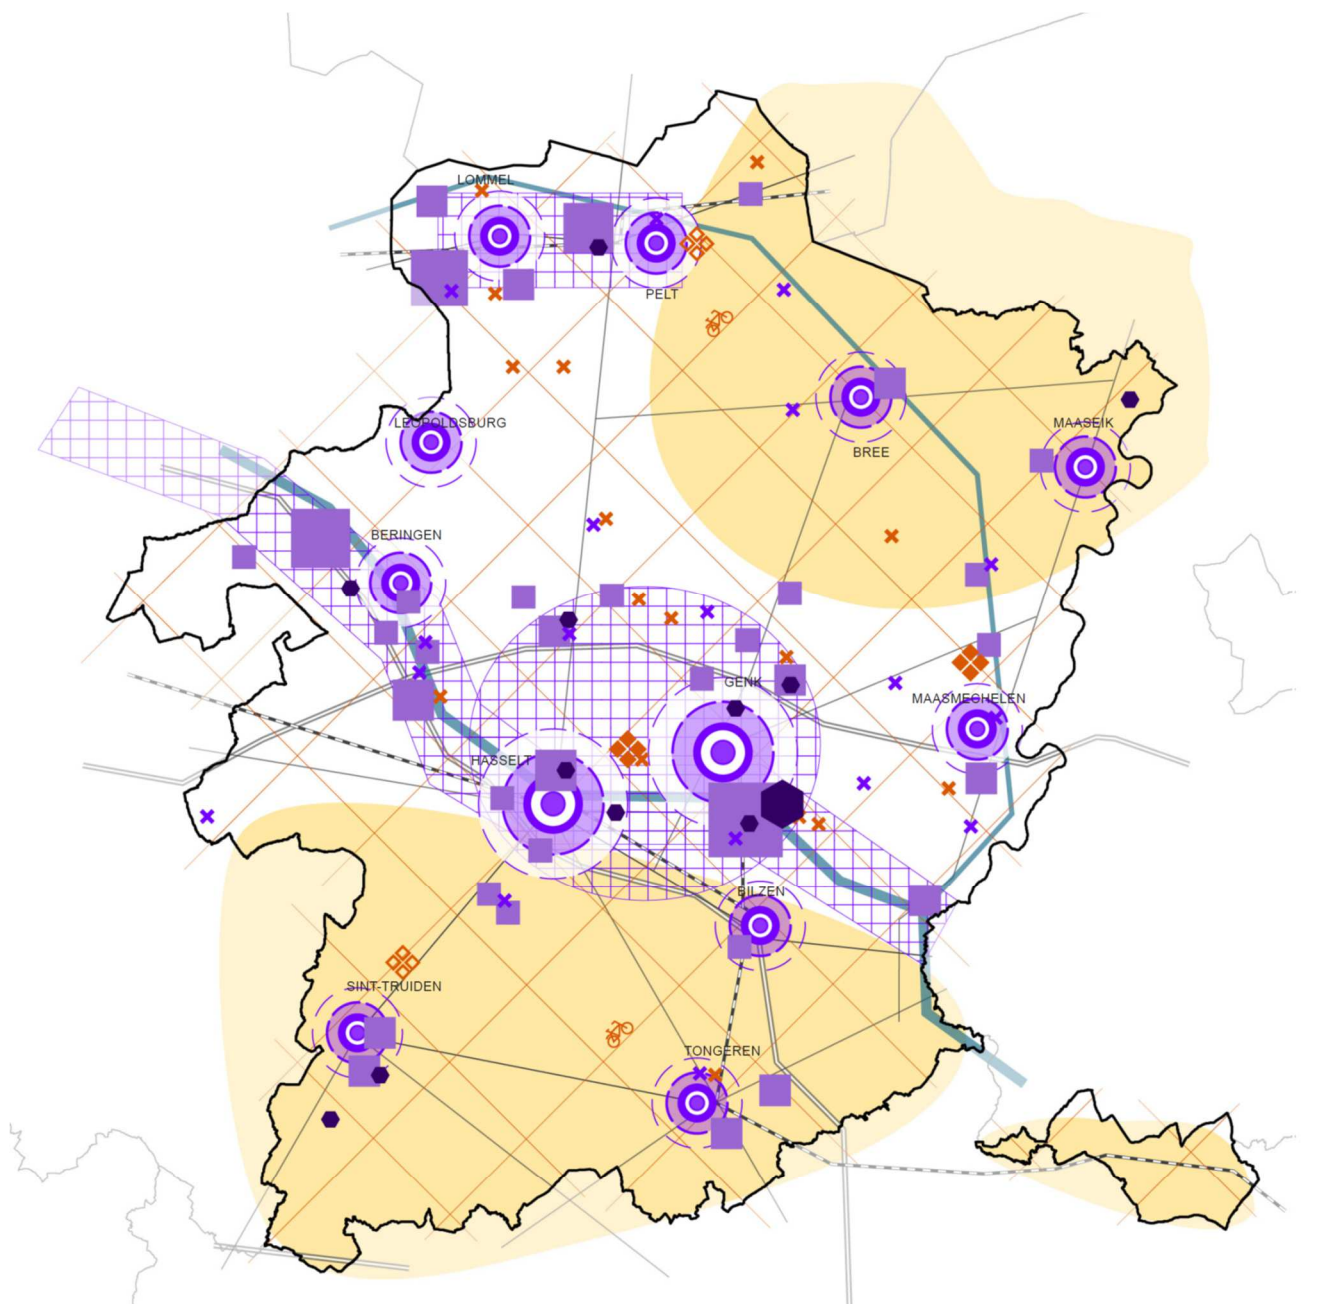 LOMMEL
PELT
LEOPOLDSBURG
MAASEIK
BREE
BERINGEN
GENK
MAASMECHELEN
HASSELT
BILZEN
SINT-TRUIDEN
TONGEREN